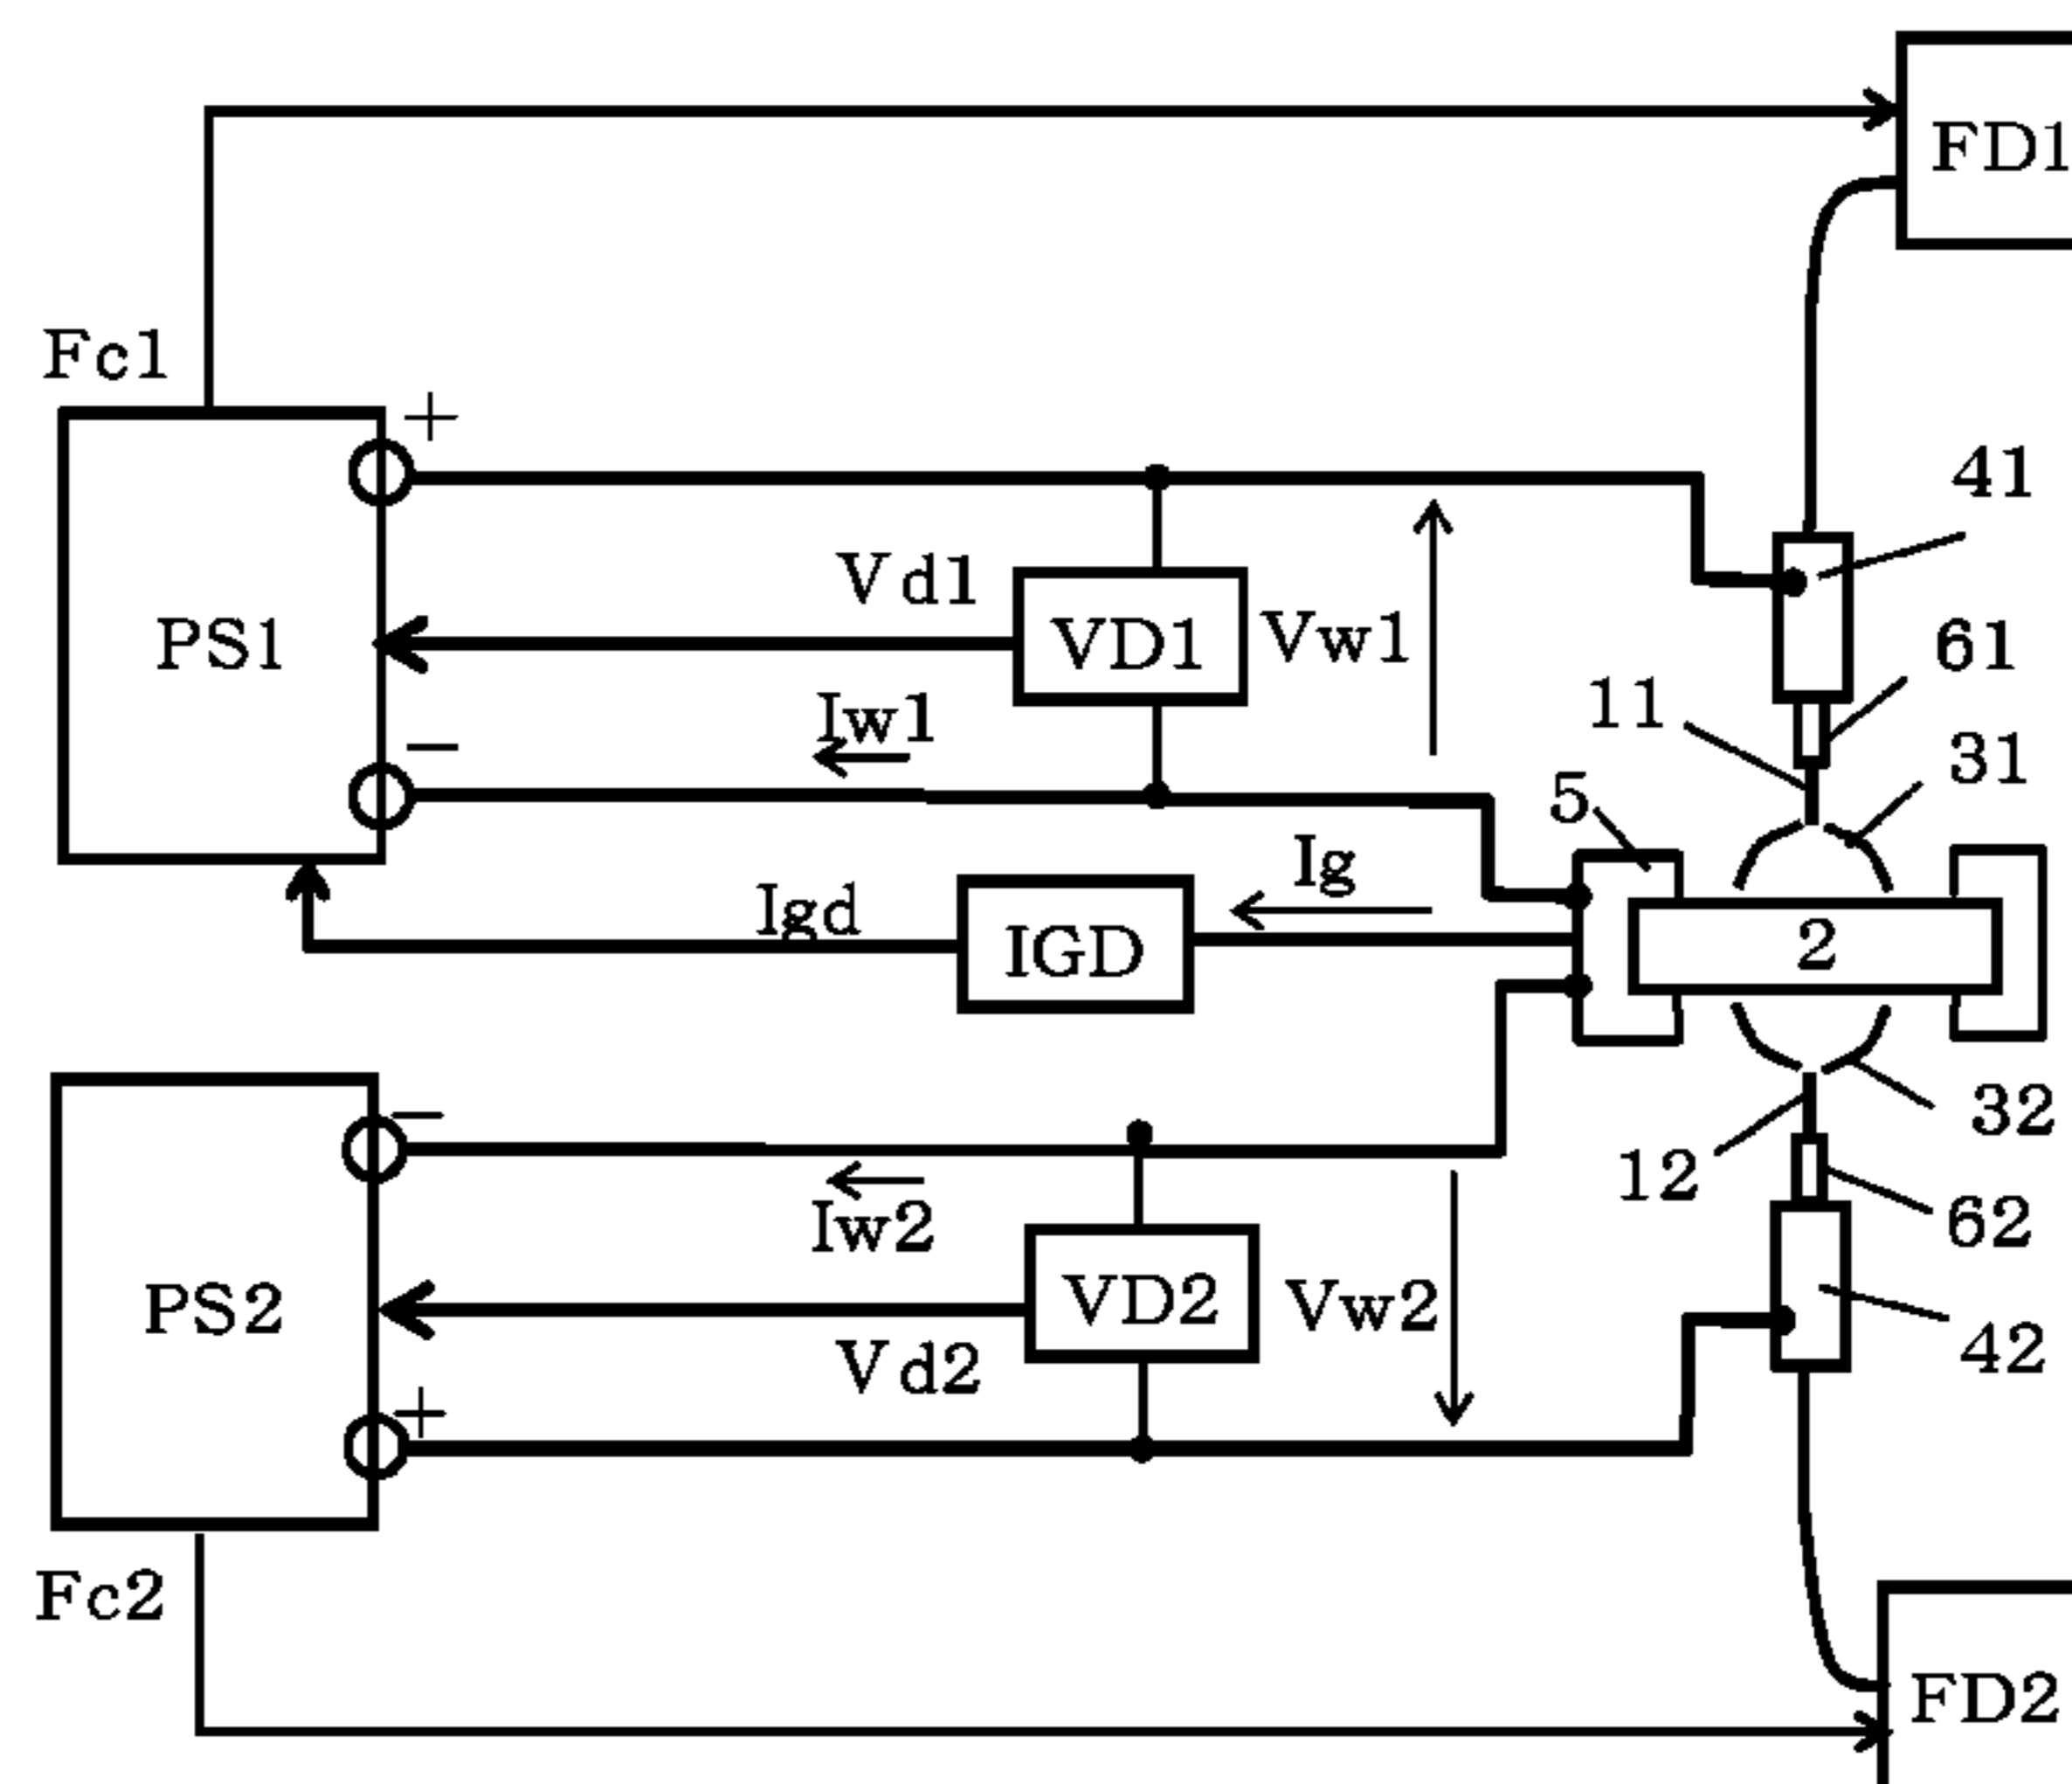 FD1
Fc1
+
41
Vd1
PS1
VD1
Vw1
61
11
Iw1
31
−
5
Ig
Igd
IGD
2
−
32
12
Iw2
62
PS2
VD2
Vw2
Vd2
42
+
Fc2
FD2